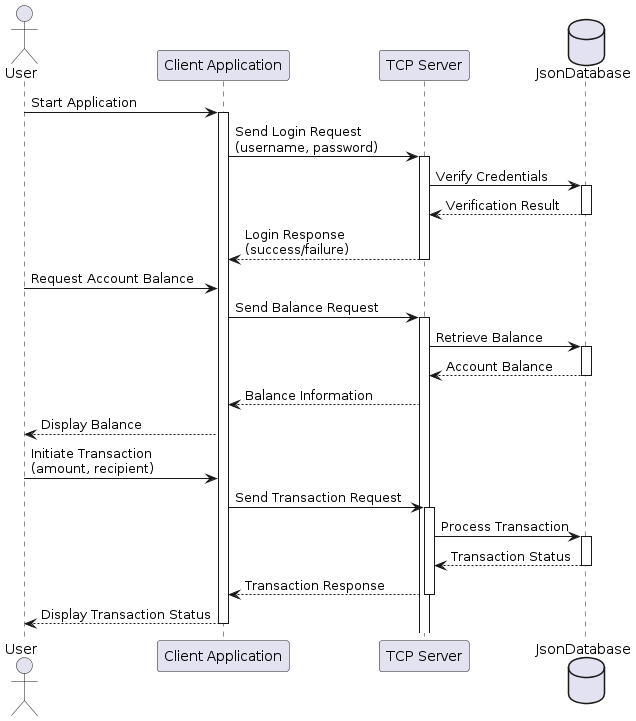 User
Client Application
TCP Server
JsonDatabase
Start Application
Send Login Request
(username, password)
Verify Credentials
Verification Result
Login Response
(success/failure)
Request Account Balance
Send Balance Request
Retrieve Balance
Account Balance
Balance Information
Display Balance
Initiate Transaction
(amount, recipient)
Send Transaction Request
Process Transaction
Transaction Status
Transaction Response
Display Transaction Status
User
Client Application
TCP Server
JsonDatabase